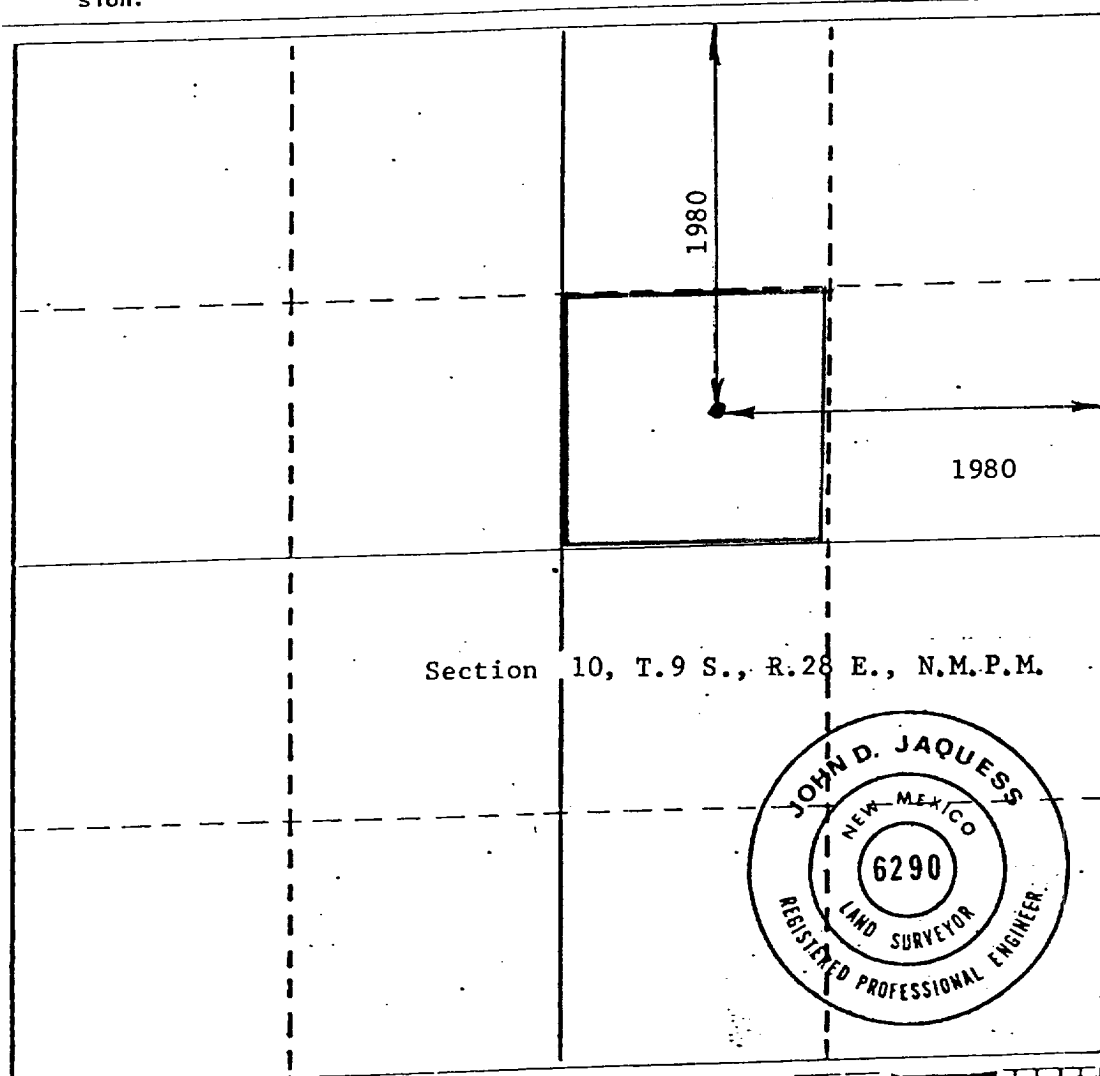 sion.
1980
1980
Section 10, T.9 S., R.28 E., N.M.P.M.
JOHN D. JAQUESS
NEW MEXICO
6290
LAND SURVEYOR
REGISTERED PROFESSIONAL ENGINEER.